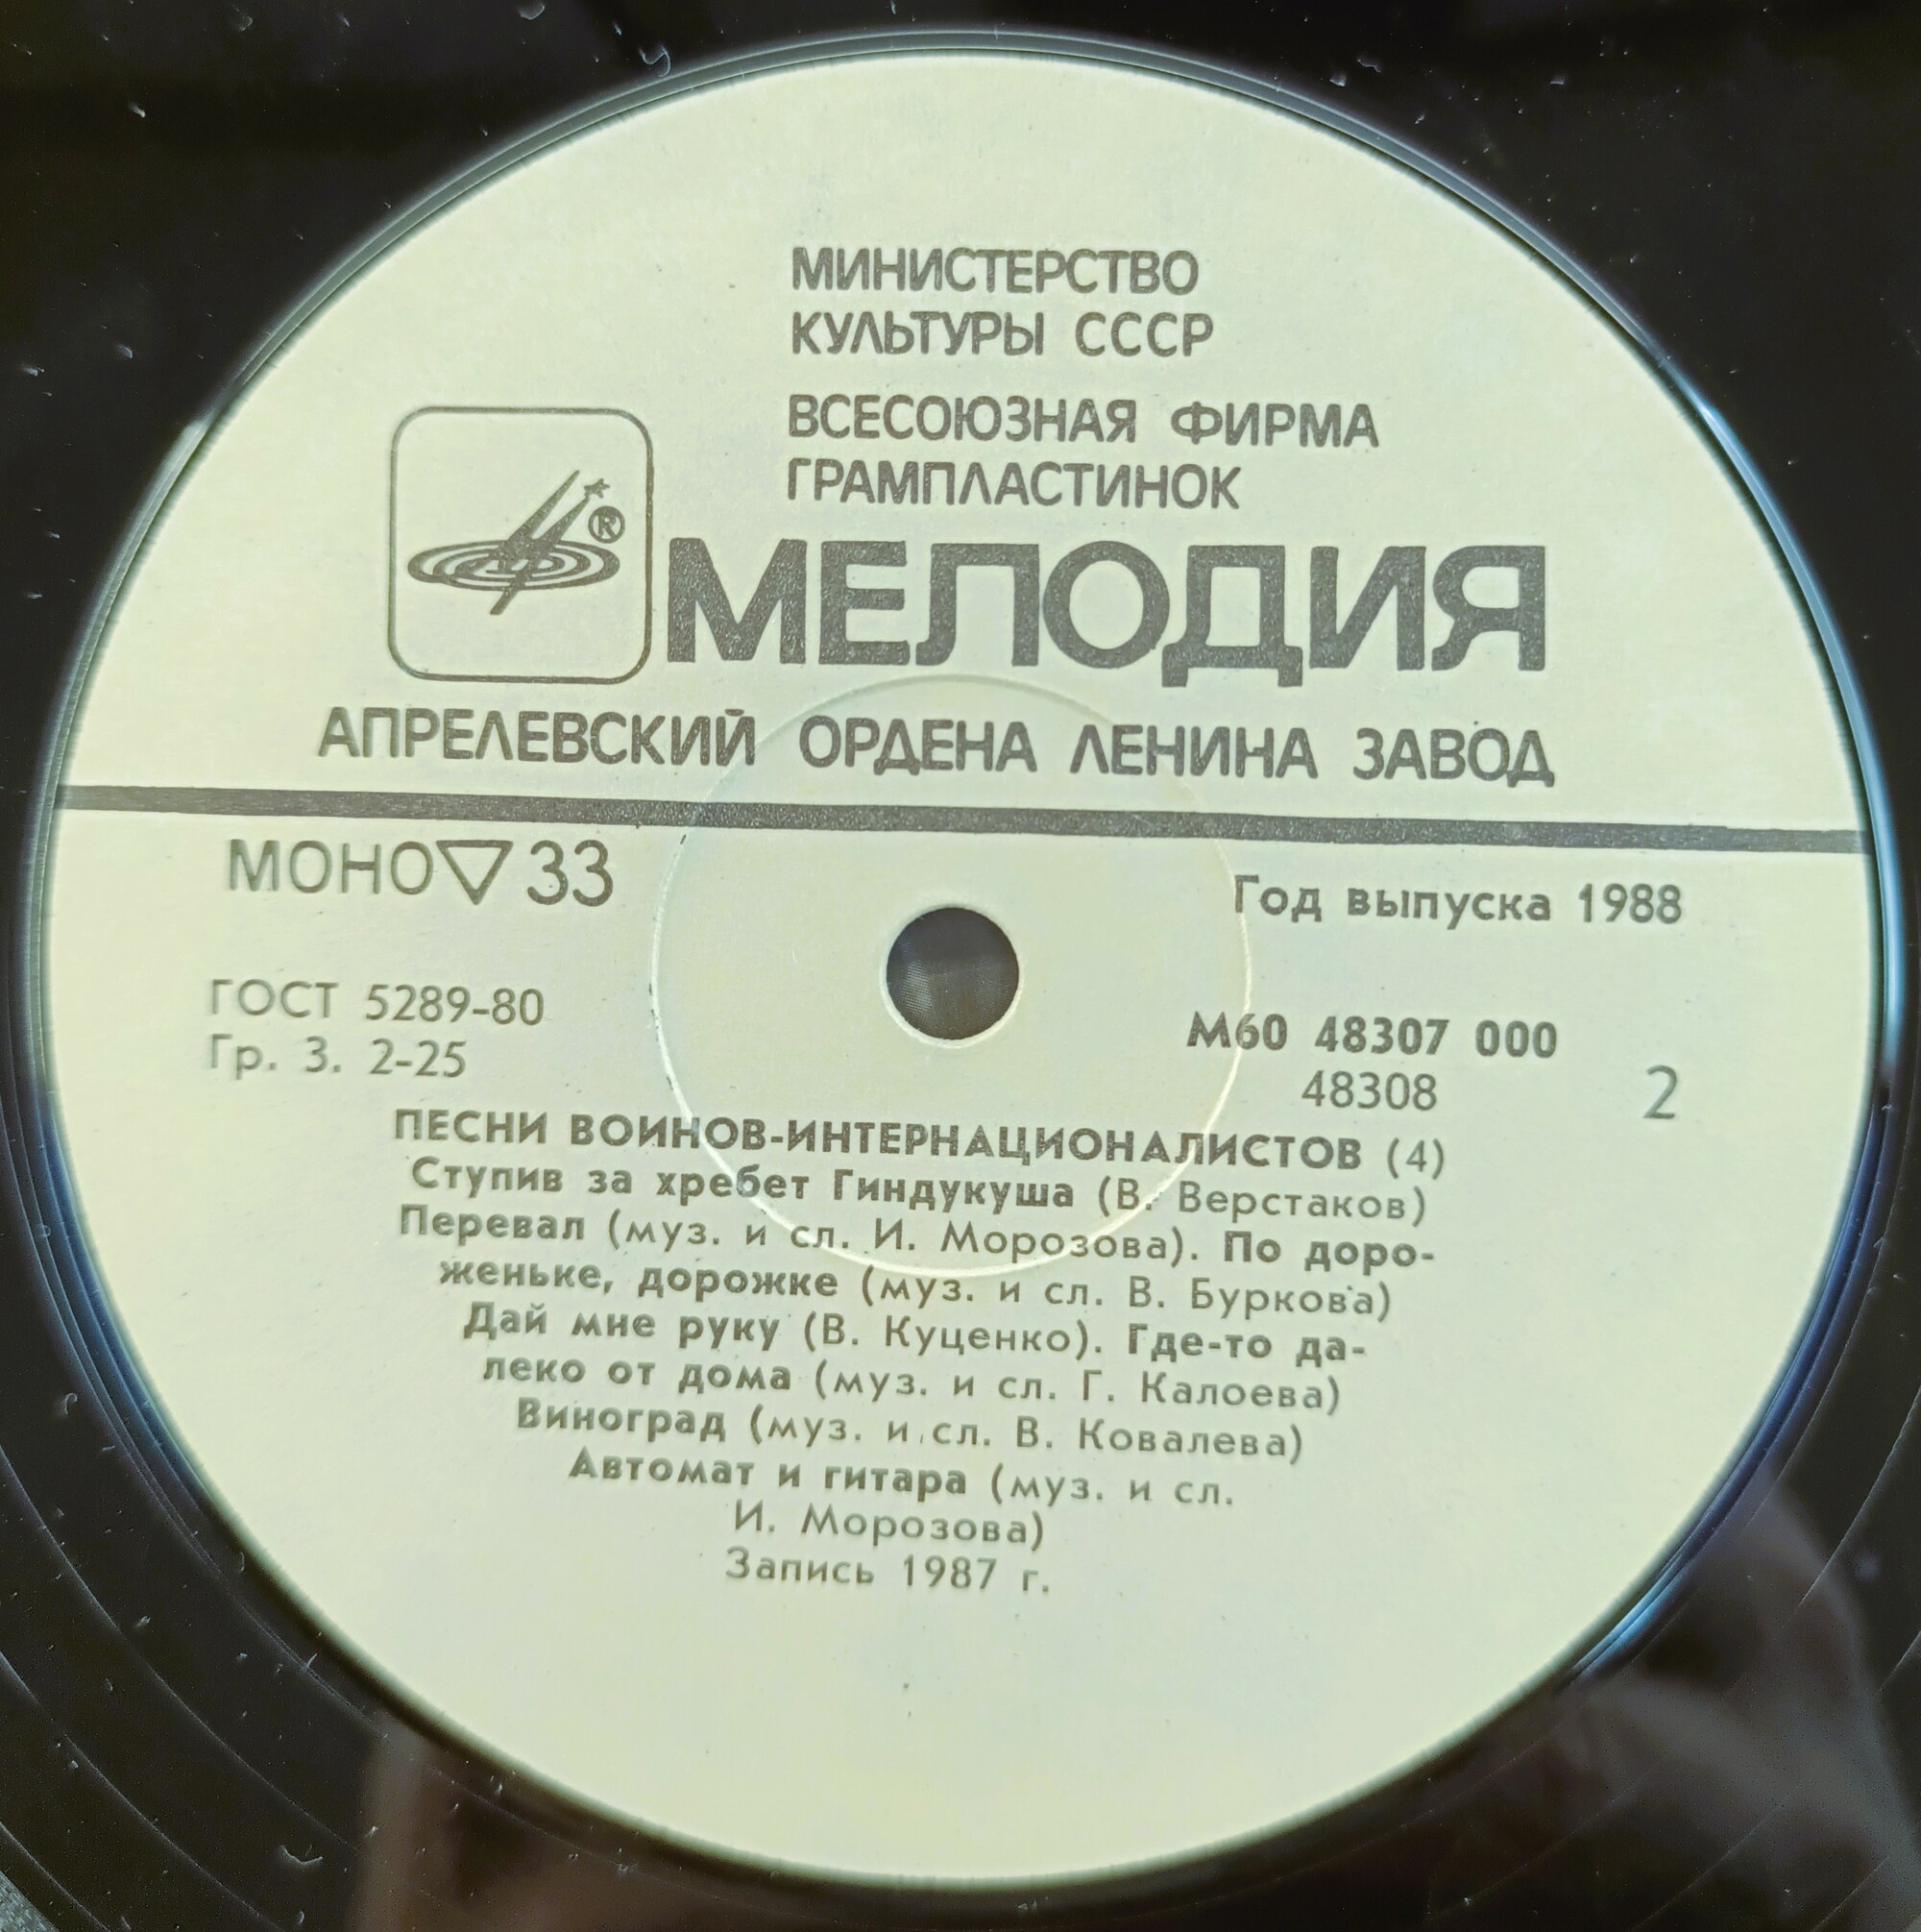 МИНИСТЕРСТВО
КУЛЬТУРЫ СССР
ВСЕСОЮЗНАЯ ФИРМА
ГРАМПЛАСТИНОК
®
МЕЛОДИЯ
АПРЕЛЕВСКИЙ ОРДЕНА ЛЕНИНА ЗАВОД
МОНО ▽ 33
Год выпуска 1988
ГОСТ 5289-80
Гр. 3. 2-25
М60 48307 000
48308
2
ПЕСНИ ВОИНОВ-ИНТЕРНАЦИОНАЛИСТОВ (4)
Ступив за хребет Гиндукуша (В. Верстаков)
Перевал (муз. и сл. И. Морозова). По доро-
женьке, дорожке (муз. и сл. В. Буркова)
Дай мне руку (В. Куценко). Где-то да-
леко от дома (муз. и сл. Г. Калоева)
Виноград (муз. и сл. В. Ковалева)
Автомат и гитара (муз. и сл.
И. Морозова)
Запись 1987 г.